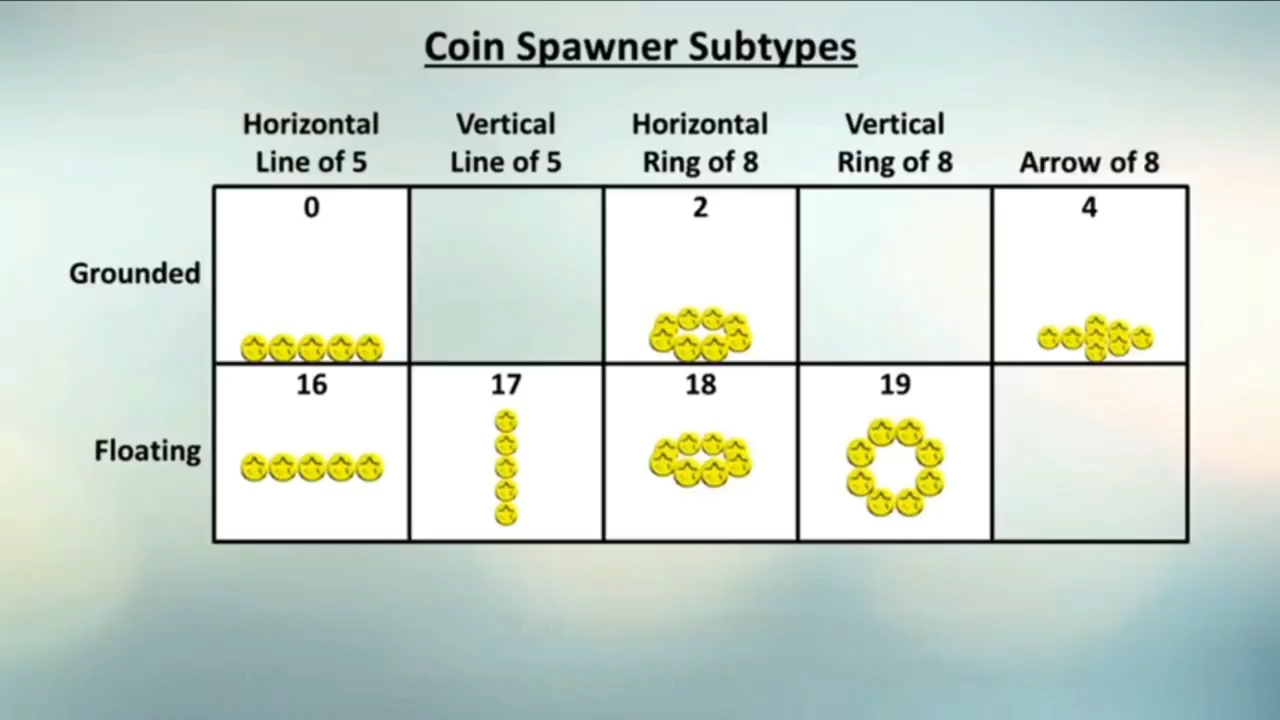 Coin Spawner Subtypes
Horizontal Line of 5
Vertical Line of 5
Horizontal Ring of 8
Vertical Ring of 8
Arrow of 8
Grounded
0
2
4
Floating
16
17
18
19